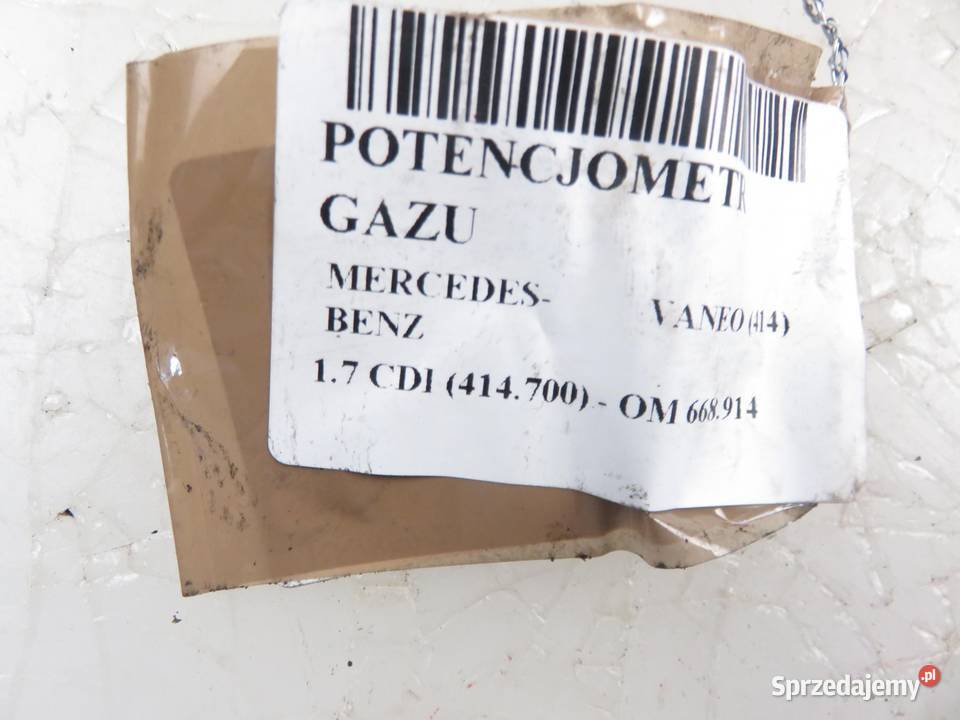 POTENCJOMETR
GAZU
MERCEDES-
BENZ
VANEO (414)
1.7 CDI (414.700) - OM 668.914
Sprzedajemy.pl